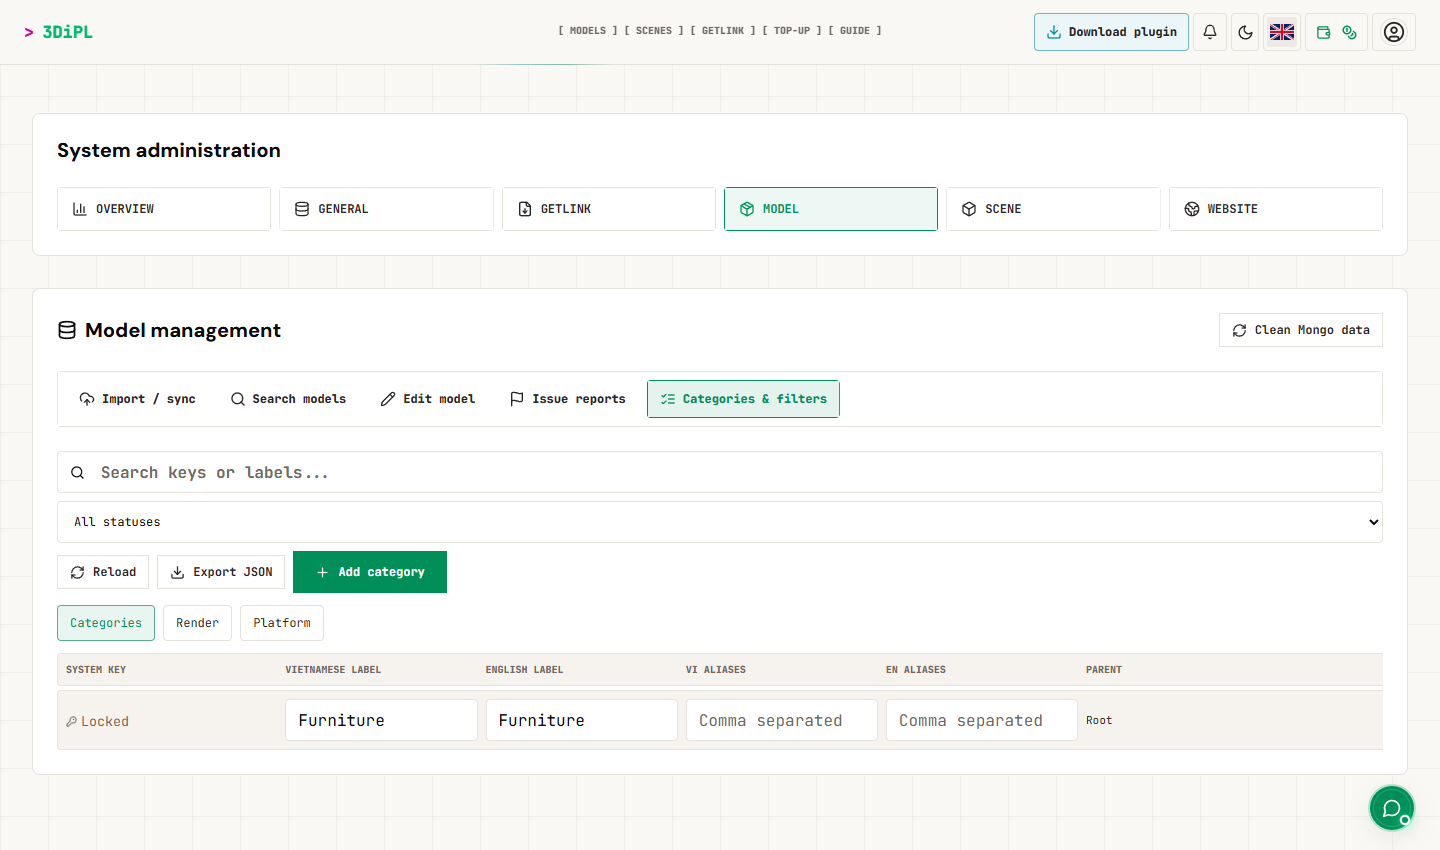 > 3DiPL
[ MODELS ] [ SCENES ] [ GETLINK ] [ TOP-UP ] [ GUIDE ]
Download plugin
System administration
OVERVIEW
GENERAL
GETLINK
MODEL
SCENE
WEBSITE
Model management
Clean Mongo data
Import / sync
Search models
Edit model
Issue reports
Categories & filters
Search keys or labels...
All statuses
Reload
Export JSON
+ Add category
Categories
Render
Platform
SYSTEM KEY
VIETNAMESE LABEL
ENGLISH LABEL
VI ALIASES
EN ALIASES
PARENT
Locked
Furniture
Furniture
Comma separated
Comma separated
Root